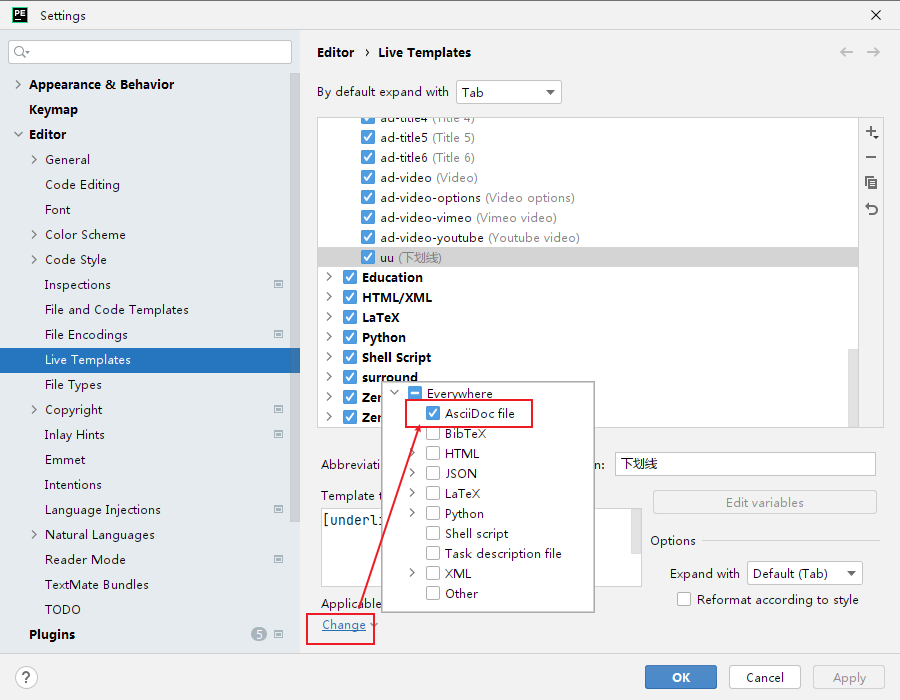 PE Settings
Appearance & Behavior
Keymap
Editor
General
Code Editing
Font
Color Scheme
Code Style
Inspections
File and Code Templates
File Encodings
Live Templates
File Types
Copyright
Inlay Hints
Emmet
Intentions
Language Injections
Natural Languages
Reader Mode
TextMate Bundles
TODO
Plugins 5
Editor › Live Templates
By default expand with Tab
ad-title4 (Title 4)
ad-title5 (Title 5)
ad-title6 (Title 6)
ad-video (Video)
ad-video-options (Video options)
ad-video-vimeo (Vimeo video)
ad-video-youtube (Youtube video)
uu (下划线)
Education
HTML/XML
LaTeX
Python
Shell Script
surround
Zen
Zen
Everywhere
AsciiDoc file
BibTeX
HTML
JSON
LaTeX
Python
Shell script
Task description file
XML
Other
Abbreviati
n: 下划线
Template t
[underli
Edit variables
Options
Expand with Default (Tab)
Reformat according to style
Applicable
Change
? OK Cancel Apply